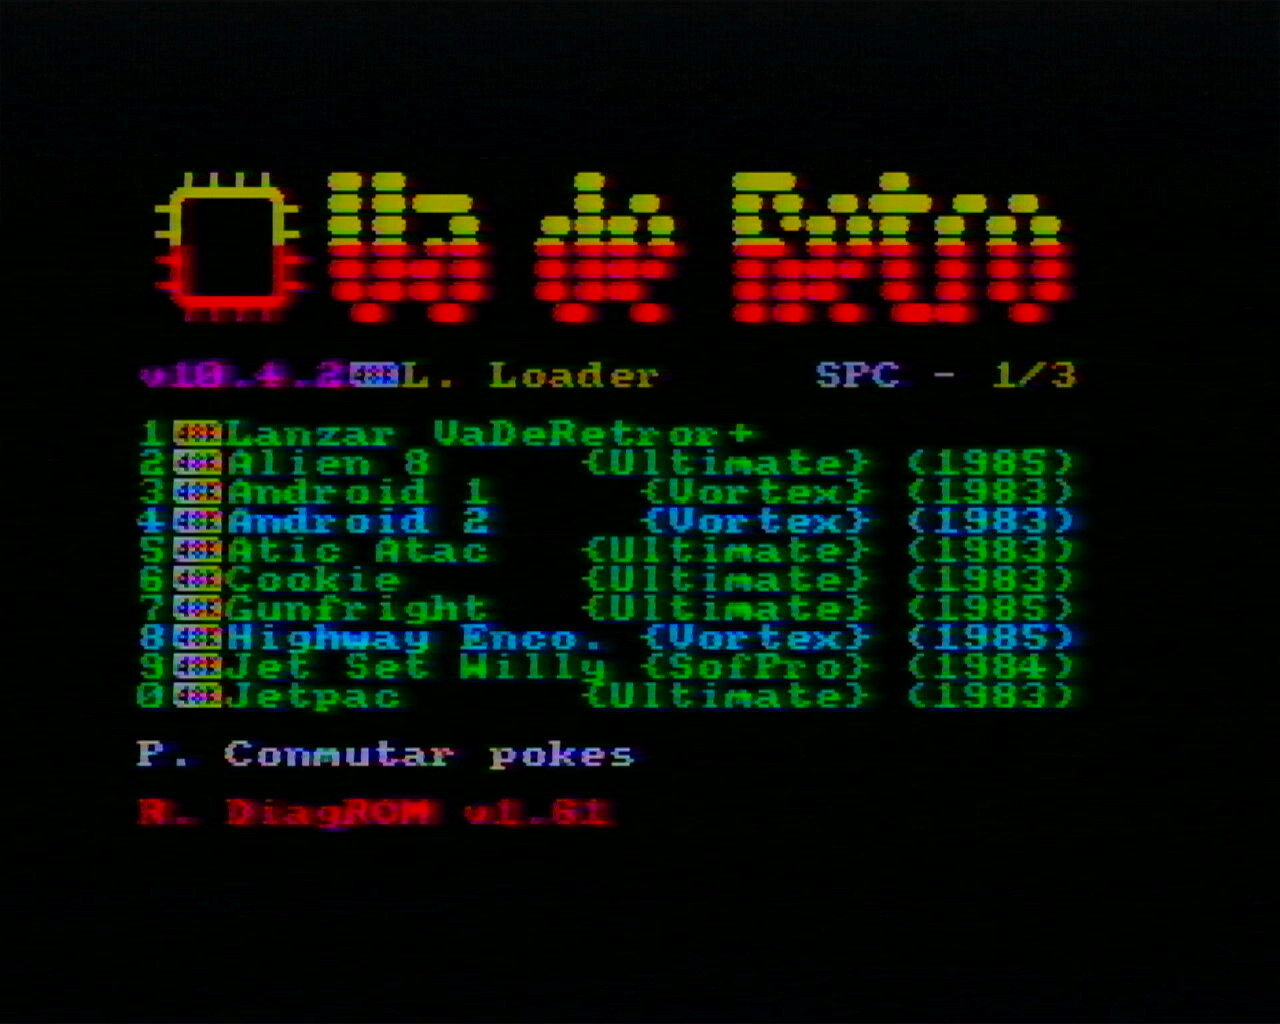 Va de Retro
v10.4.2 L. Loader SPC - 1/3
1 Lanzar VaDeRetror+
2 Alien 8 {Ultimate} (1985)
3 Android 1 {Vortex} (1983)
4 Android 2 {Vortex} (1983)
5 Atic Atac {Ultimate} (1983)
6 Cookie {Ultimate} (1983)
7 Gunfright {Ultimate} (1985)
8 Highway Enco. {Vortex} (1985)
9 Jet Set Willy {SofPro} (1984)
0 Jetpac {Ultimate} (1983)
P. Conmutar pokes
R. DiagROM v1.61